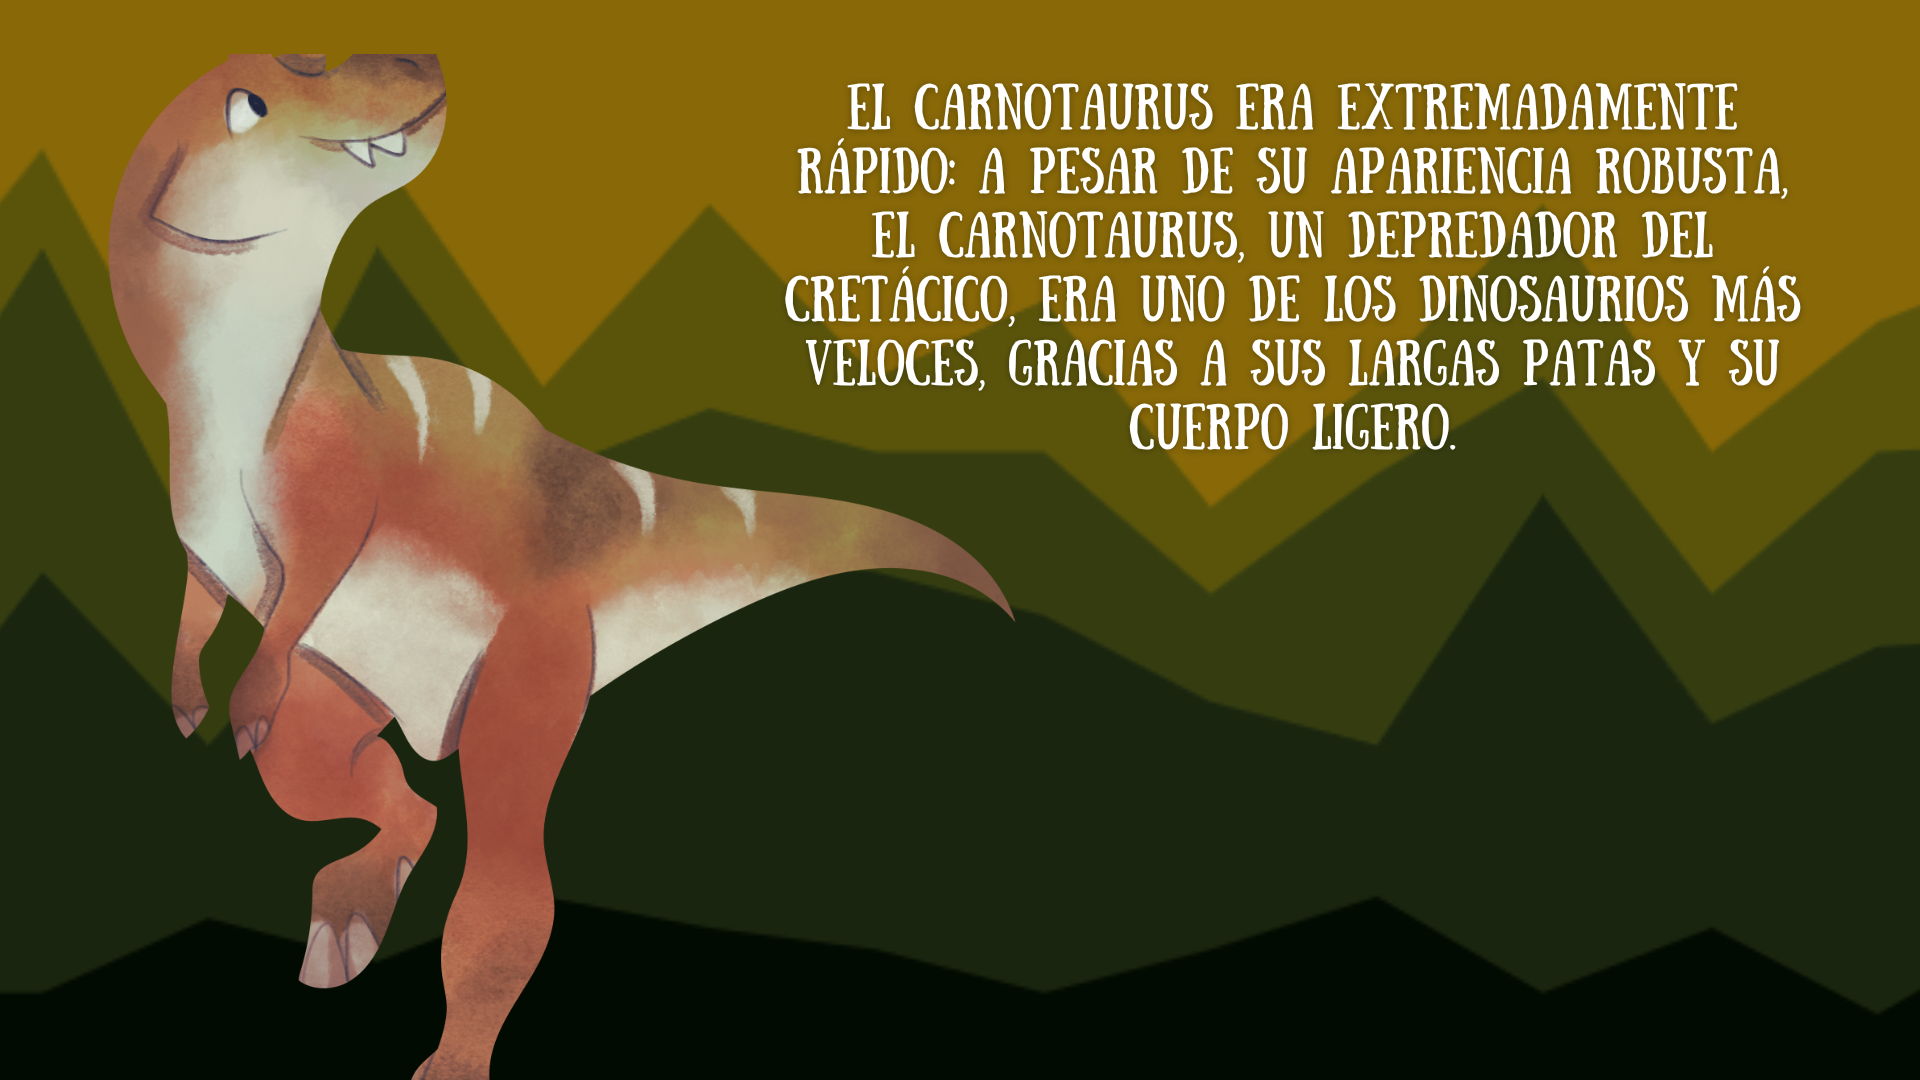 EL CARNOTAURUS ERA EXTREMADAMENTE
RÁPIDO: A PESAR DE SU APARIENCIA ROBUSTA,
EL CARNOTAURUS, UN DEPREDADOR DEL
CRETÁCICO, ERA UNO DE LOS DINOSAURIOS MÁS
VELOCES, GRACIAS A SUS LARGAS PATAS Y SU
CUERPO LIGERO.